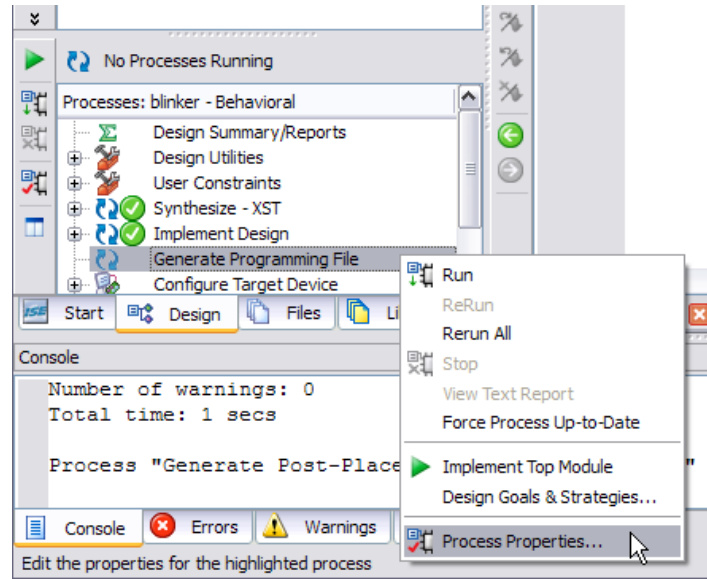 No Processes Running
Processes: blinker - Behavioral
Design Summary/Reports
Design Utilities
User Constraints
Synthesize - XST
Implement Design
Generate Programming File
Configure Target Device
ISE Start Design Files Li
Run
ReRun
Rerun All
Stop
View Text Report
Force Process Up-to-Date
Implement Top Module
Design Goals & Strategies...
Process Properties...
Console
Number of warnings: 0
Total time: 1 secs
Process "Generate Post-Place "
Console Errors Warnings
Edit the properties for the highlighted process